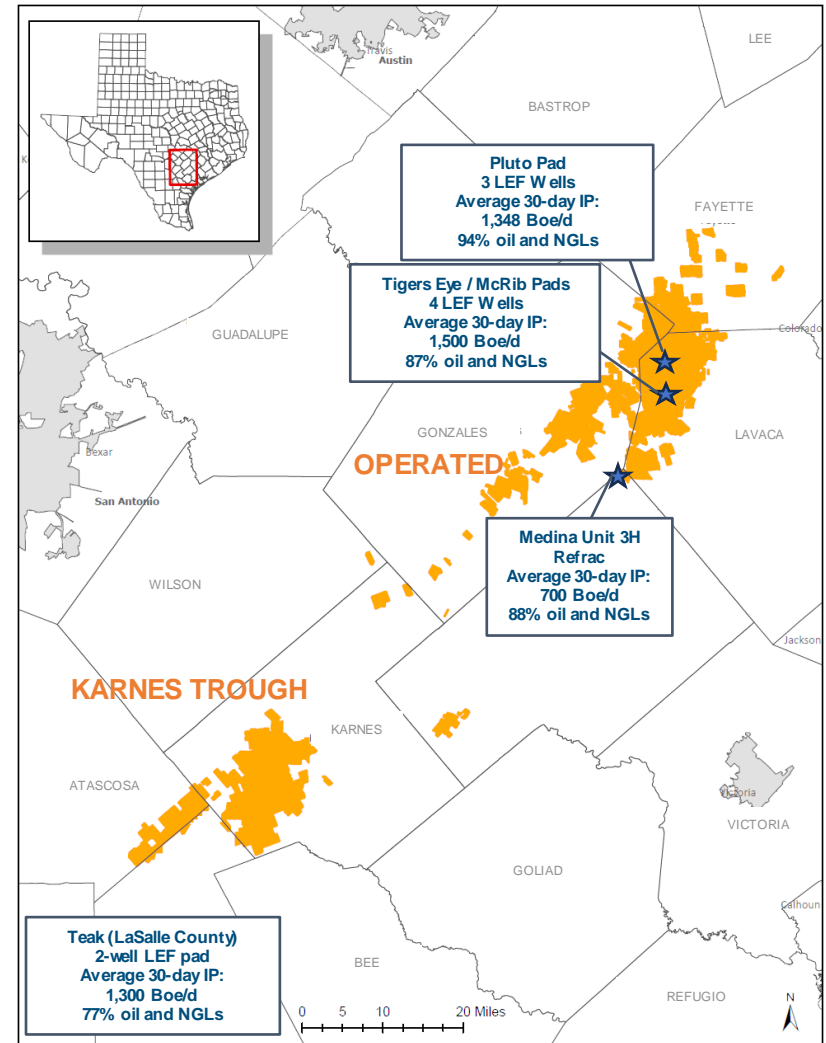 Travis
Austin
LEE
BASTROP
Pluto Pad
3 LEF Wells
Average 30-day IP:
1,348 Boe/d
94% oil and NGLs
FAYETTE
Tigers Eye / McRib Pads
4 LEF Wells
Average 30-day IP:
1,500 Boe/d
87% oil and NGLs
GUADALUPE
Colorado
GONZALES
LAVACA
OPERATED
Bexar
San Antonio
Medina Unit 3H
Refrac
Average 30-day IP:
700 Boe/d
88% oil and NGLs
WILSON
Jackson
KARNES TROUGH
KARNES
ATASCOSA
Victoria
VICTORIA
GOLIAD
Calhoun
Teak (LaSalle County)
2-well LEF pad
Average 30-day IP:
1,300 Boe/d
77% oil and NGLs
BEE
REFUGIO
N
0 5 10 20 Miles